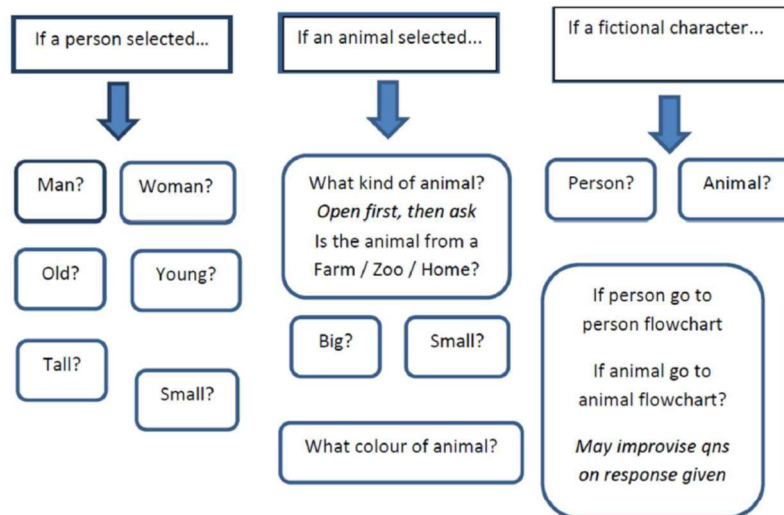 If a person selected...
Man?
Woman?
Old?
Young?
Tall?
Small?
If an animal selected...
What kind of animal?
Open first, then ask
Is the animal from a
Farm / Zoo / Home?
Big?
Small?
What colour of animal?
If a fictional character...
Person?
Animal?
If person go to
person flowchart
If animal go to
animal flowchart?
May improvise qns
on response given